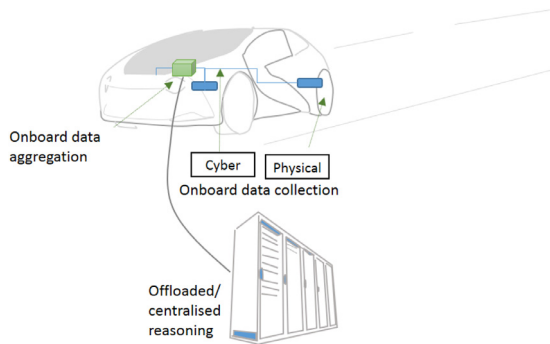 Onboard data
aggregation
Cyber
Physical
Onboard data collection
Offloaded/
centralised
reasoning